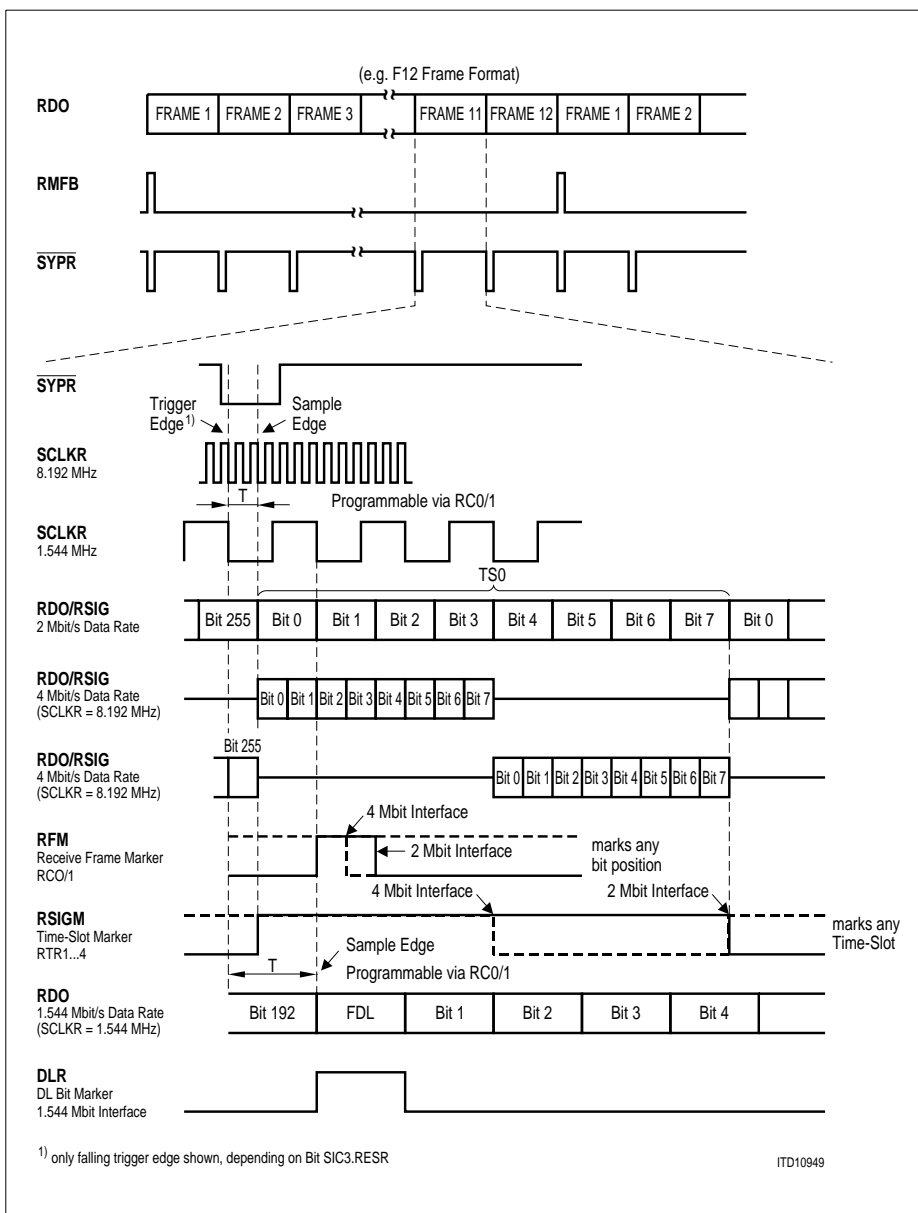 (e.g. F12 Frame Format)
RDO
FRAME 1 FRAME 2 FRAME 3 FRAME 11 FRAME 12 FRAME 1 FRAME 2
RMFB
SYPR
SYPR
Trigger
Edge1)
Sample
Edge
SCLKR
8.192 MHz
T
Programmable via RC0/1
SCLKR
1.544 MHz
TS0
RDO/RSIG
2 Mbit/s Data Rate
Bit 255 Bit 0 Bit 1 Bit 2 Bit 3 Bit 4 Bit 5 Bit 6 Bit 7 Bit 0
RDO/RSIG
4 Mbit/s Data Rate
(SCLKR = 8.192 MHz)
Bit 0 Bit 1 Bit 2 Bit 3 Bit 4 Bit 5 Bit 6 Bit 7
Bit 255
RDO/RSIG
4 Mbit/s Data Rate
(SCLKR = 8.192 MHz)
Bit 0 Bit 1 Bit 2 Bit 3 Bit 4 Bit 5 Bit 6 Bit 7
4 Mbit Interface
RFM
Receive Frame Marker
RCO/1
2 Mbit Interface
marks any
bit position
4 Mbit Interface
2 Mbit Interface
RSIGM
Time-Slot Marker
RTR1...4
marks any
Time-Slot
T
Sample Edge
Programmable via RC0/1
RDO
1.544 Mbit/s Data Rate
(SCLKR = 1.544 MHz)
Bit 192 FDL Bit 1 Bit 2 Bit 3 Bit 4
DLR
DL Bit Marker
1.544 Mbit Interface
1) only falling trigger edge shown, depending on Bit SIC3.RESR
ITD10949